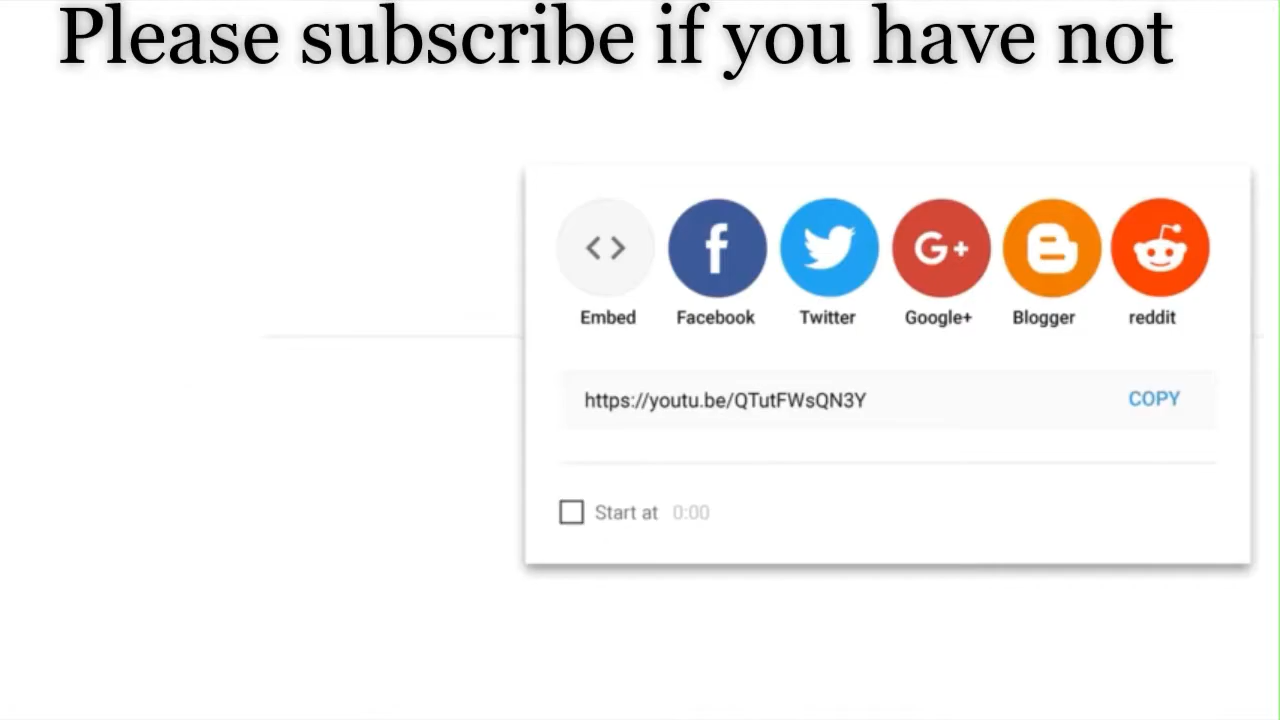 Please subscribe if you have not
Embed Facebook Twitter Google+ Blogger reddit
https://youtu.be/QTutFWsQN3Y COPY
Start at 0:00